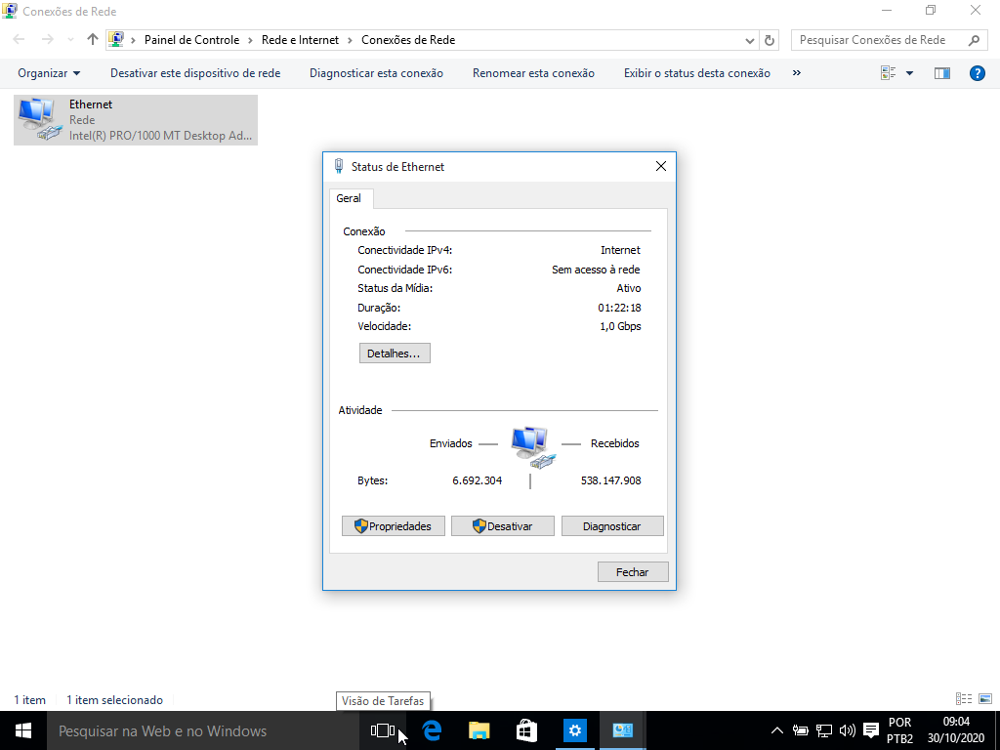 Conexões de Rede
Painel de Controle > Rede e Internet > Conexões de Rede
Pesquisar Conexões de Rede
Organizar Desativar este dispositivo de rede Diagnosticar esta conexão Renomear esta conexão Exibir o status desta conexão »
Ethernet
Rede
Intel(R) PRO/1000 MT Desktop Ad...
Status de Ethernet
Geral
Conexão
Conectividade IPv4: Internet
Conectividade IPv6: Sem acesso à rede
Status da Mídia: Ativo
Duração: 01:22:18
Velocidade: 1,0 Gbps
Detalhes...
Atividade
Enviados Recebidos
Bytes: 6.692.304 538.147.908
Propriedades Desativar Diagnosticar
Fechar
1 item 1 item selecionado
Visão de Tarefas
Pesquisar na Web e no Windows
POR
PTB2
09:04
30/10/2020